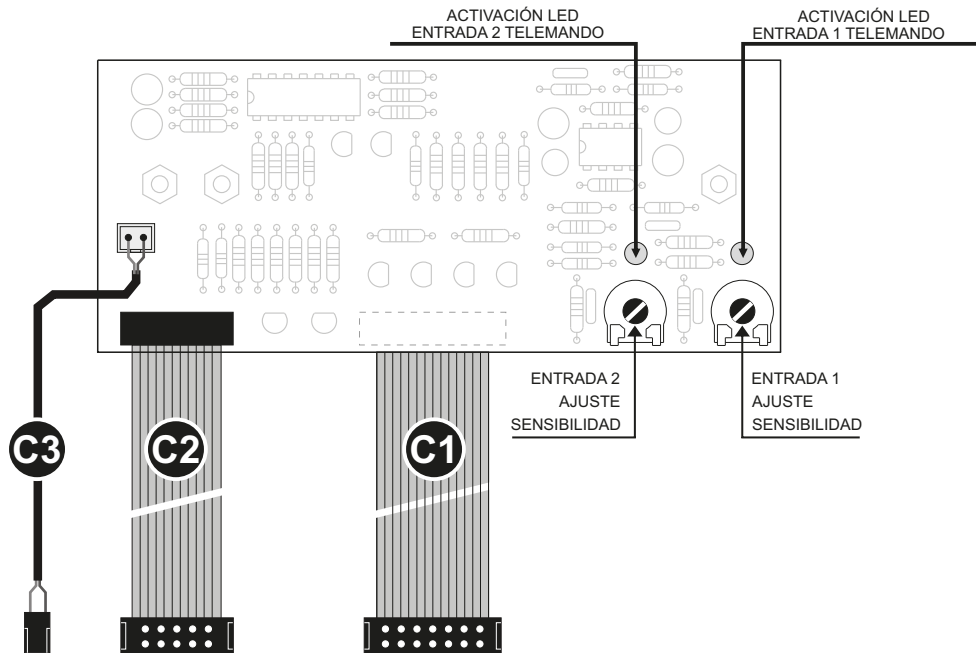 ACTIVACIÓN LED
ENTRADA 2 TELEMANDO
ACTIVACIÓN LED
ENTRADA 1 TELEMANDO
ENTRADA 2
AJUSTE
SENSIBILIDAD
ENTRADA 1
AJUSTE
SENSIBILIDAD
C3
C2
C1